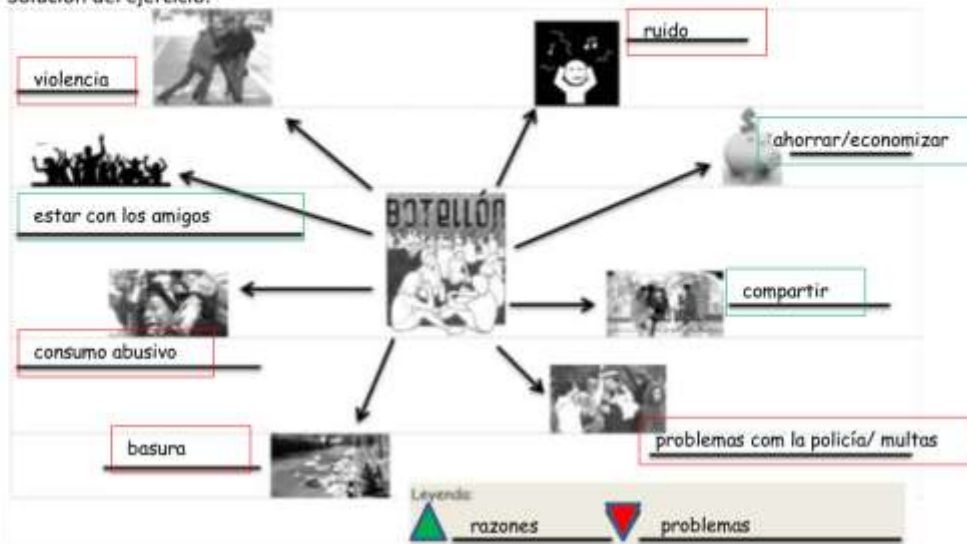 Solución del ejercicio:
ruido
violencia
ahorrar/economizar
estar con los amigos
BOTELLÓN
compartir
consumo abusivo
basura
problemas com la policía/ multas
Leyenda:
razones
problemas